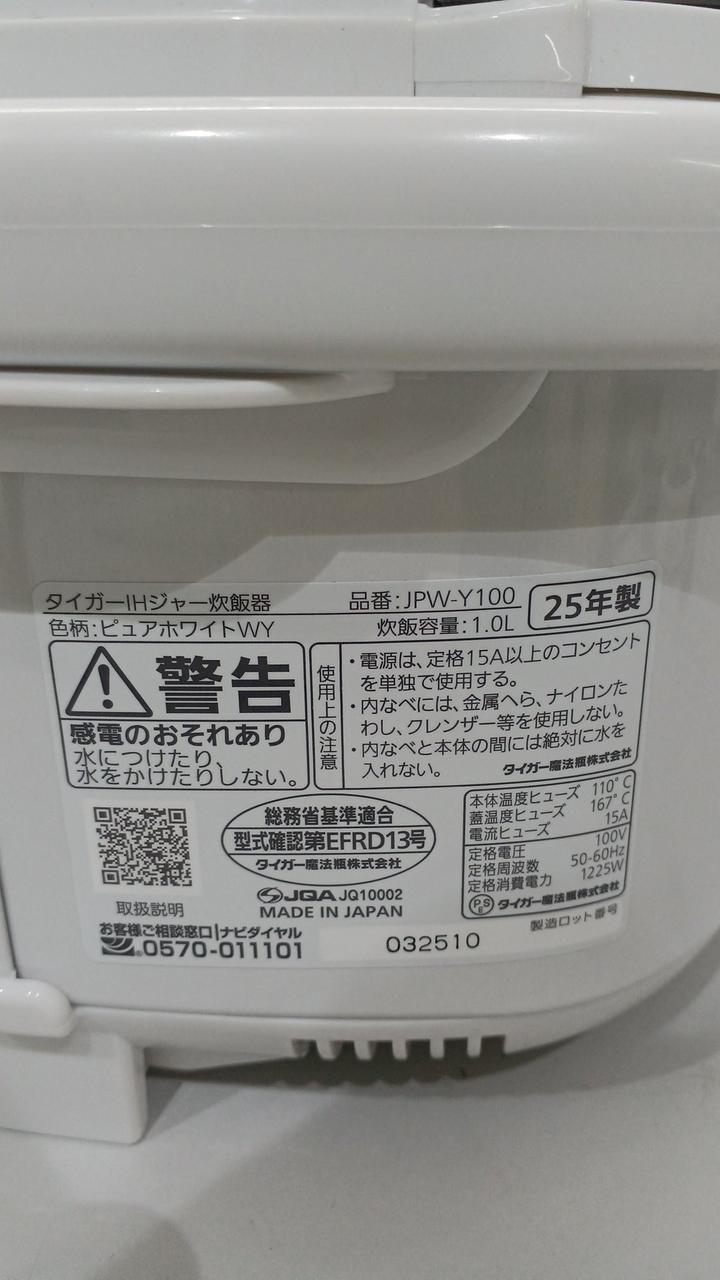 タイガーIHジャー炊飯器
品番:JPW-Y100
25年製
色柄:ピュアホワイトWY
炊飯容量:1.0L
警告
感電のおそれあり
水につけたり、
水をかけたりしない。
使用上の注意
・電源は、定格15A以上のコンセント
を単独で使用する。
・内なべには、金属へら、ナイロンた
わし、クレンザー等を使用しない。
・内なべと本体の間には絶対に水を
入れない。
タイガー魔法瓶株式会社
取扱説明
総務省基準適合
型式確認第EFRD13号
タイガー魔法瓶株式会社
JQA JQ10002
MADE IN JAPAN
本体温度ヒューズ 110°C
蓋温度ヒューズ 167°C
電流ヒューズ 15A
定格電圧 100V
定格周波数 50-60Hz
定格消費電力 1225W
PSE タイガー魔法瓶株式会社
お客様ご相談窓口|ナビダイヤル
0570-011101
032510
製造ロット番号